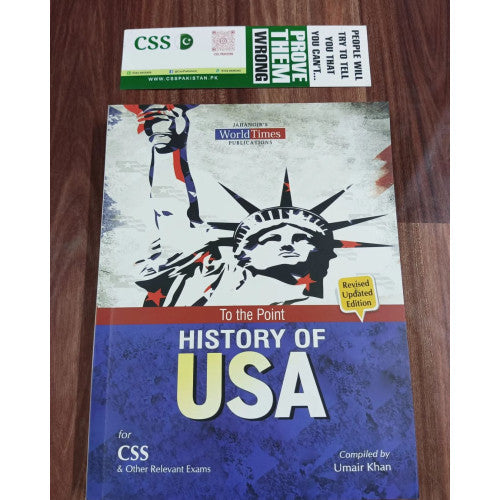 CSS
WWW.CSSPAKISTAN.PK
PEOPLE WILL
TRY TO TELL
YOU THAT
YOU CAN'T...
PROVE
THEM
WRONG
JAHANGIR'S
WorldTimes
PUBLICATIONS
Revised
Updated
Edition
To the Point
HISTORY OF
USA
for
CSS
& Other Relevant Exams
Compiled by
Umair Khan